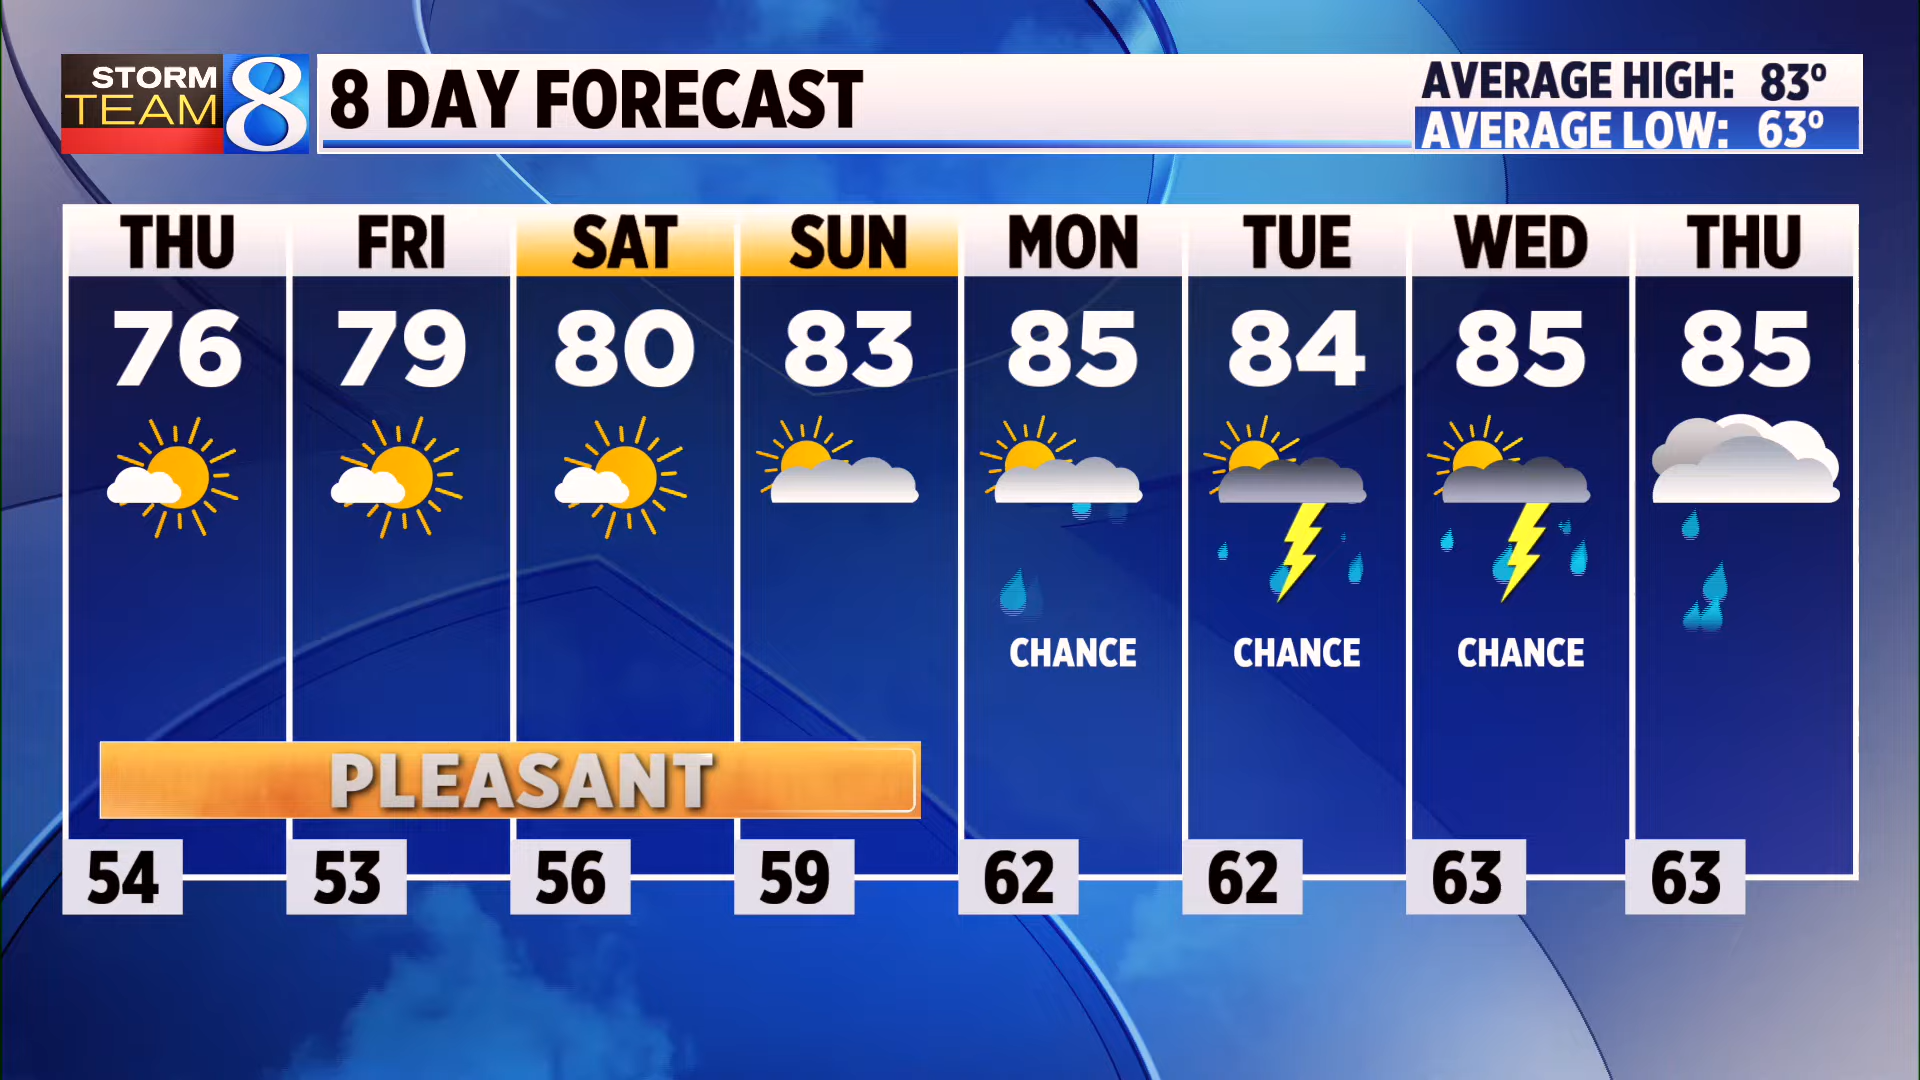 STORM
TEAM
8
8 DAY FORECAST
AVERAGE HIGH: 83º
AVERAGE LOW: 63º
THU FRI SAT SUN MON TUE WED THU
76 79 80 83 85 84 85 85
CHANCE CHANCE CHANCE
PLEASANT
54 53 56 59 62 62 63 63